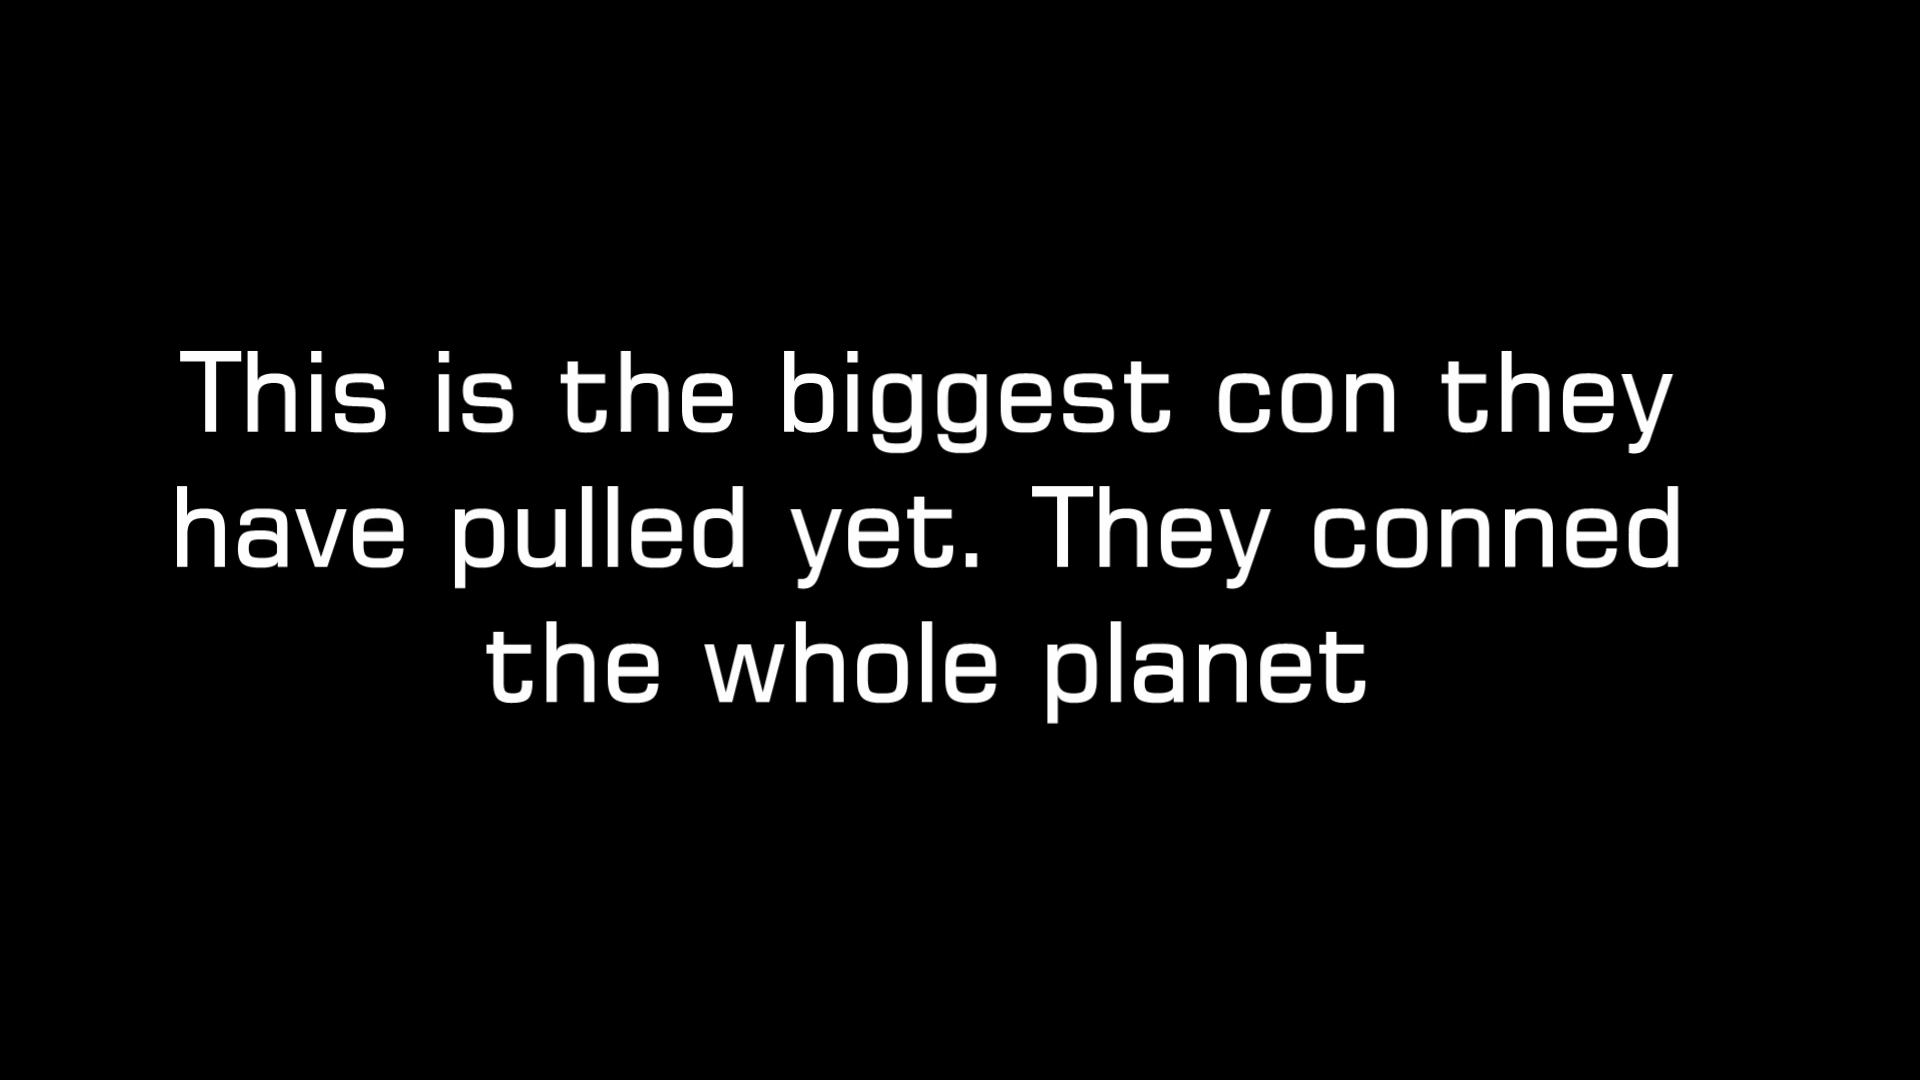 This is the biggest con they
have pulled yet. They conned
the whole planet